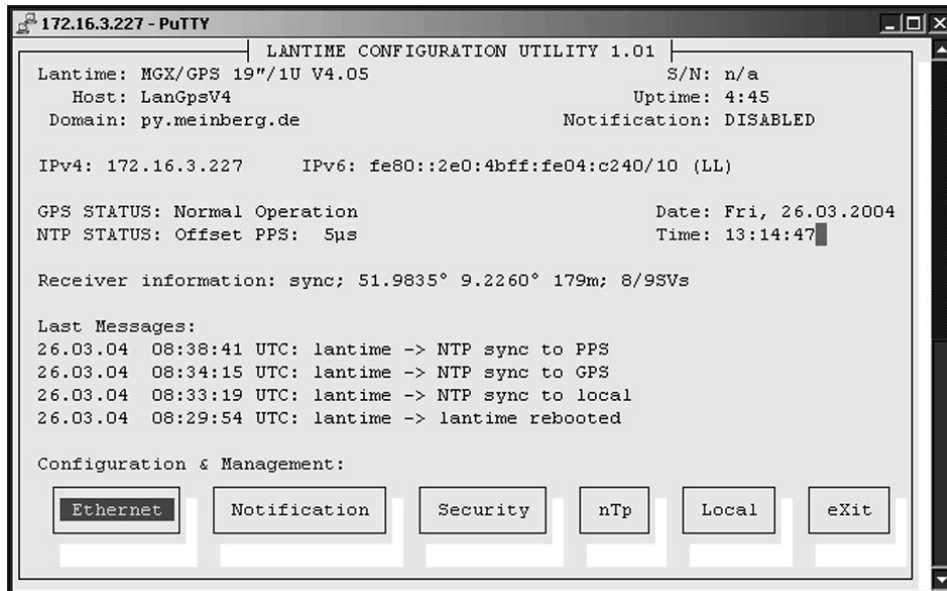 172.16.3.227 - PuTTY
LANTIME CONFIGURATION UTILITY 1.01
Lantime: MGX/GPS 19"/1U V4.05 S/N: n/a
Host: LanGpsV4 Uptime: 4:45
Domain: py.meinberg.de Notification: DISABLED
IPv4: 172.16.3.227 IPv6: fe80::2e0:4bff:fe04:c240/10 (LL)
GPS STATUS: Normal Operation Date: Fri, 26.03.2004
NTP STATUS: Offset PPS: 5µs Time: 13:14:47
Receiver information: sync; 51.9835° 9.2260° 179m; 8/9SVs
Last Messages:
26.03.04 08:38:41 UTC: lantime -> NTP sync to PPS
26.03.04 08:34:15 UTC: lantime -> NTP sync to GPS
26.03.04 08:33:19 UTC: lantime -> NTP sync to local
26.03.04 08:29:54 UTC: lantime -> lantime rebooted
Configuration & Management:
Ethernet Notification Security nTp Local eXit